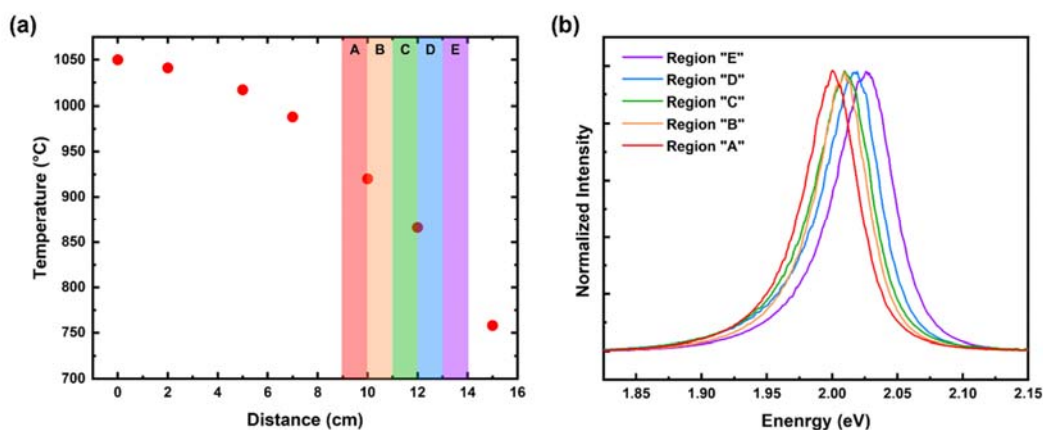 (a)
A B C D E
1050
1000
950
900
850
800
750
700
Temperature (°C)
0 2 4 6 8 10 12 14 16
Distance (cm)
(b)
Region "E"
Region "D"
Region "C"
Region "B"
Region "A"
Normalized Intensity
1.85 1.90 1.95 2.00 2.05 2.10 2.15
Enenrgy (eV)